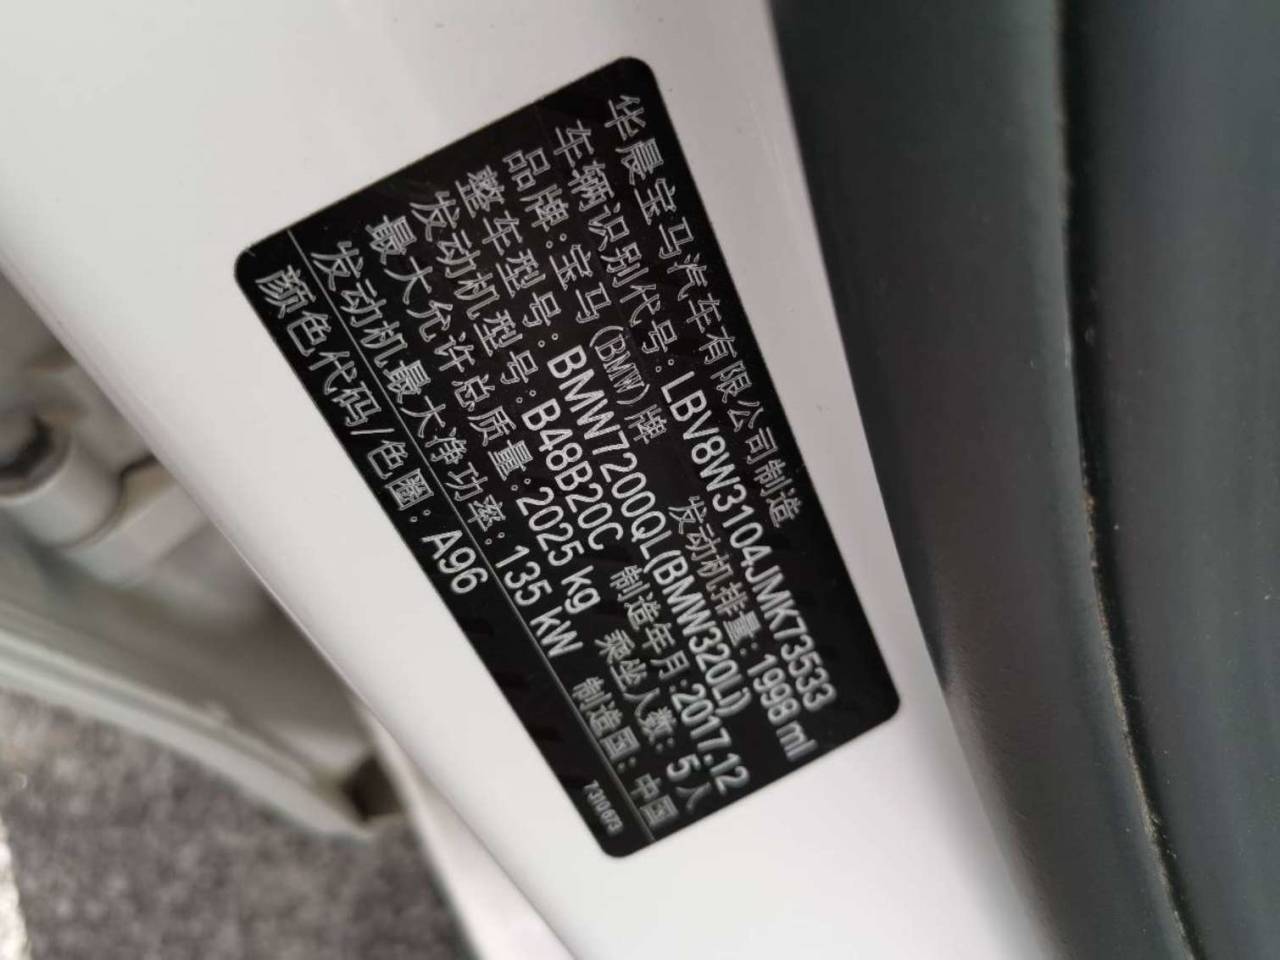 华晨宝马汽车有限公司制造
车辆识别代号:LBV8W3104JMK73533
品牌:宝马(BMW)牌 发动机排量:1998 ml
整车型号:BMW7200QL(BMW320Li)
发动机型号:B48B20C 制造年月:2017.12
最大允许总质量:2025 kg 乘坐人数:5人
发动机最大净功率:135 kW 制造国:中国
颜色代码/色圈:A96 7310673